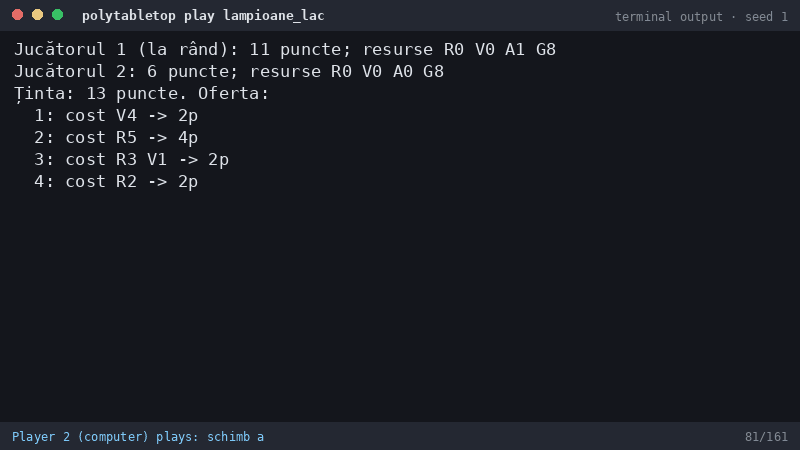 polytabletop play lampioane_lac
terminal output · seed 1
Jucătorul 1 (la rând): 11 puncte; resurse R0 V0 A1 G8
Jucătorul 2: 6 puncte; resurse R0 V0 A0 G8
Ținta: 13 puncte. Oferta:
1: cost V4 -> 2p
2: cost R5 -> 4p
3: cost R3 V1 -> 2p
4: cost R2 -> 2p
Player 2 (computer) plays: schimb a
81/161